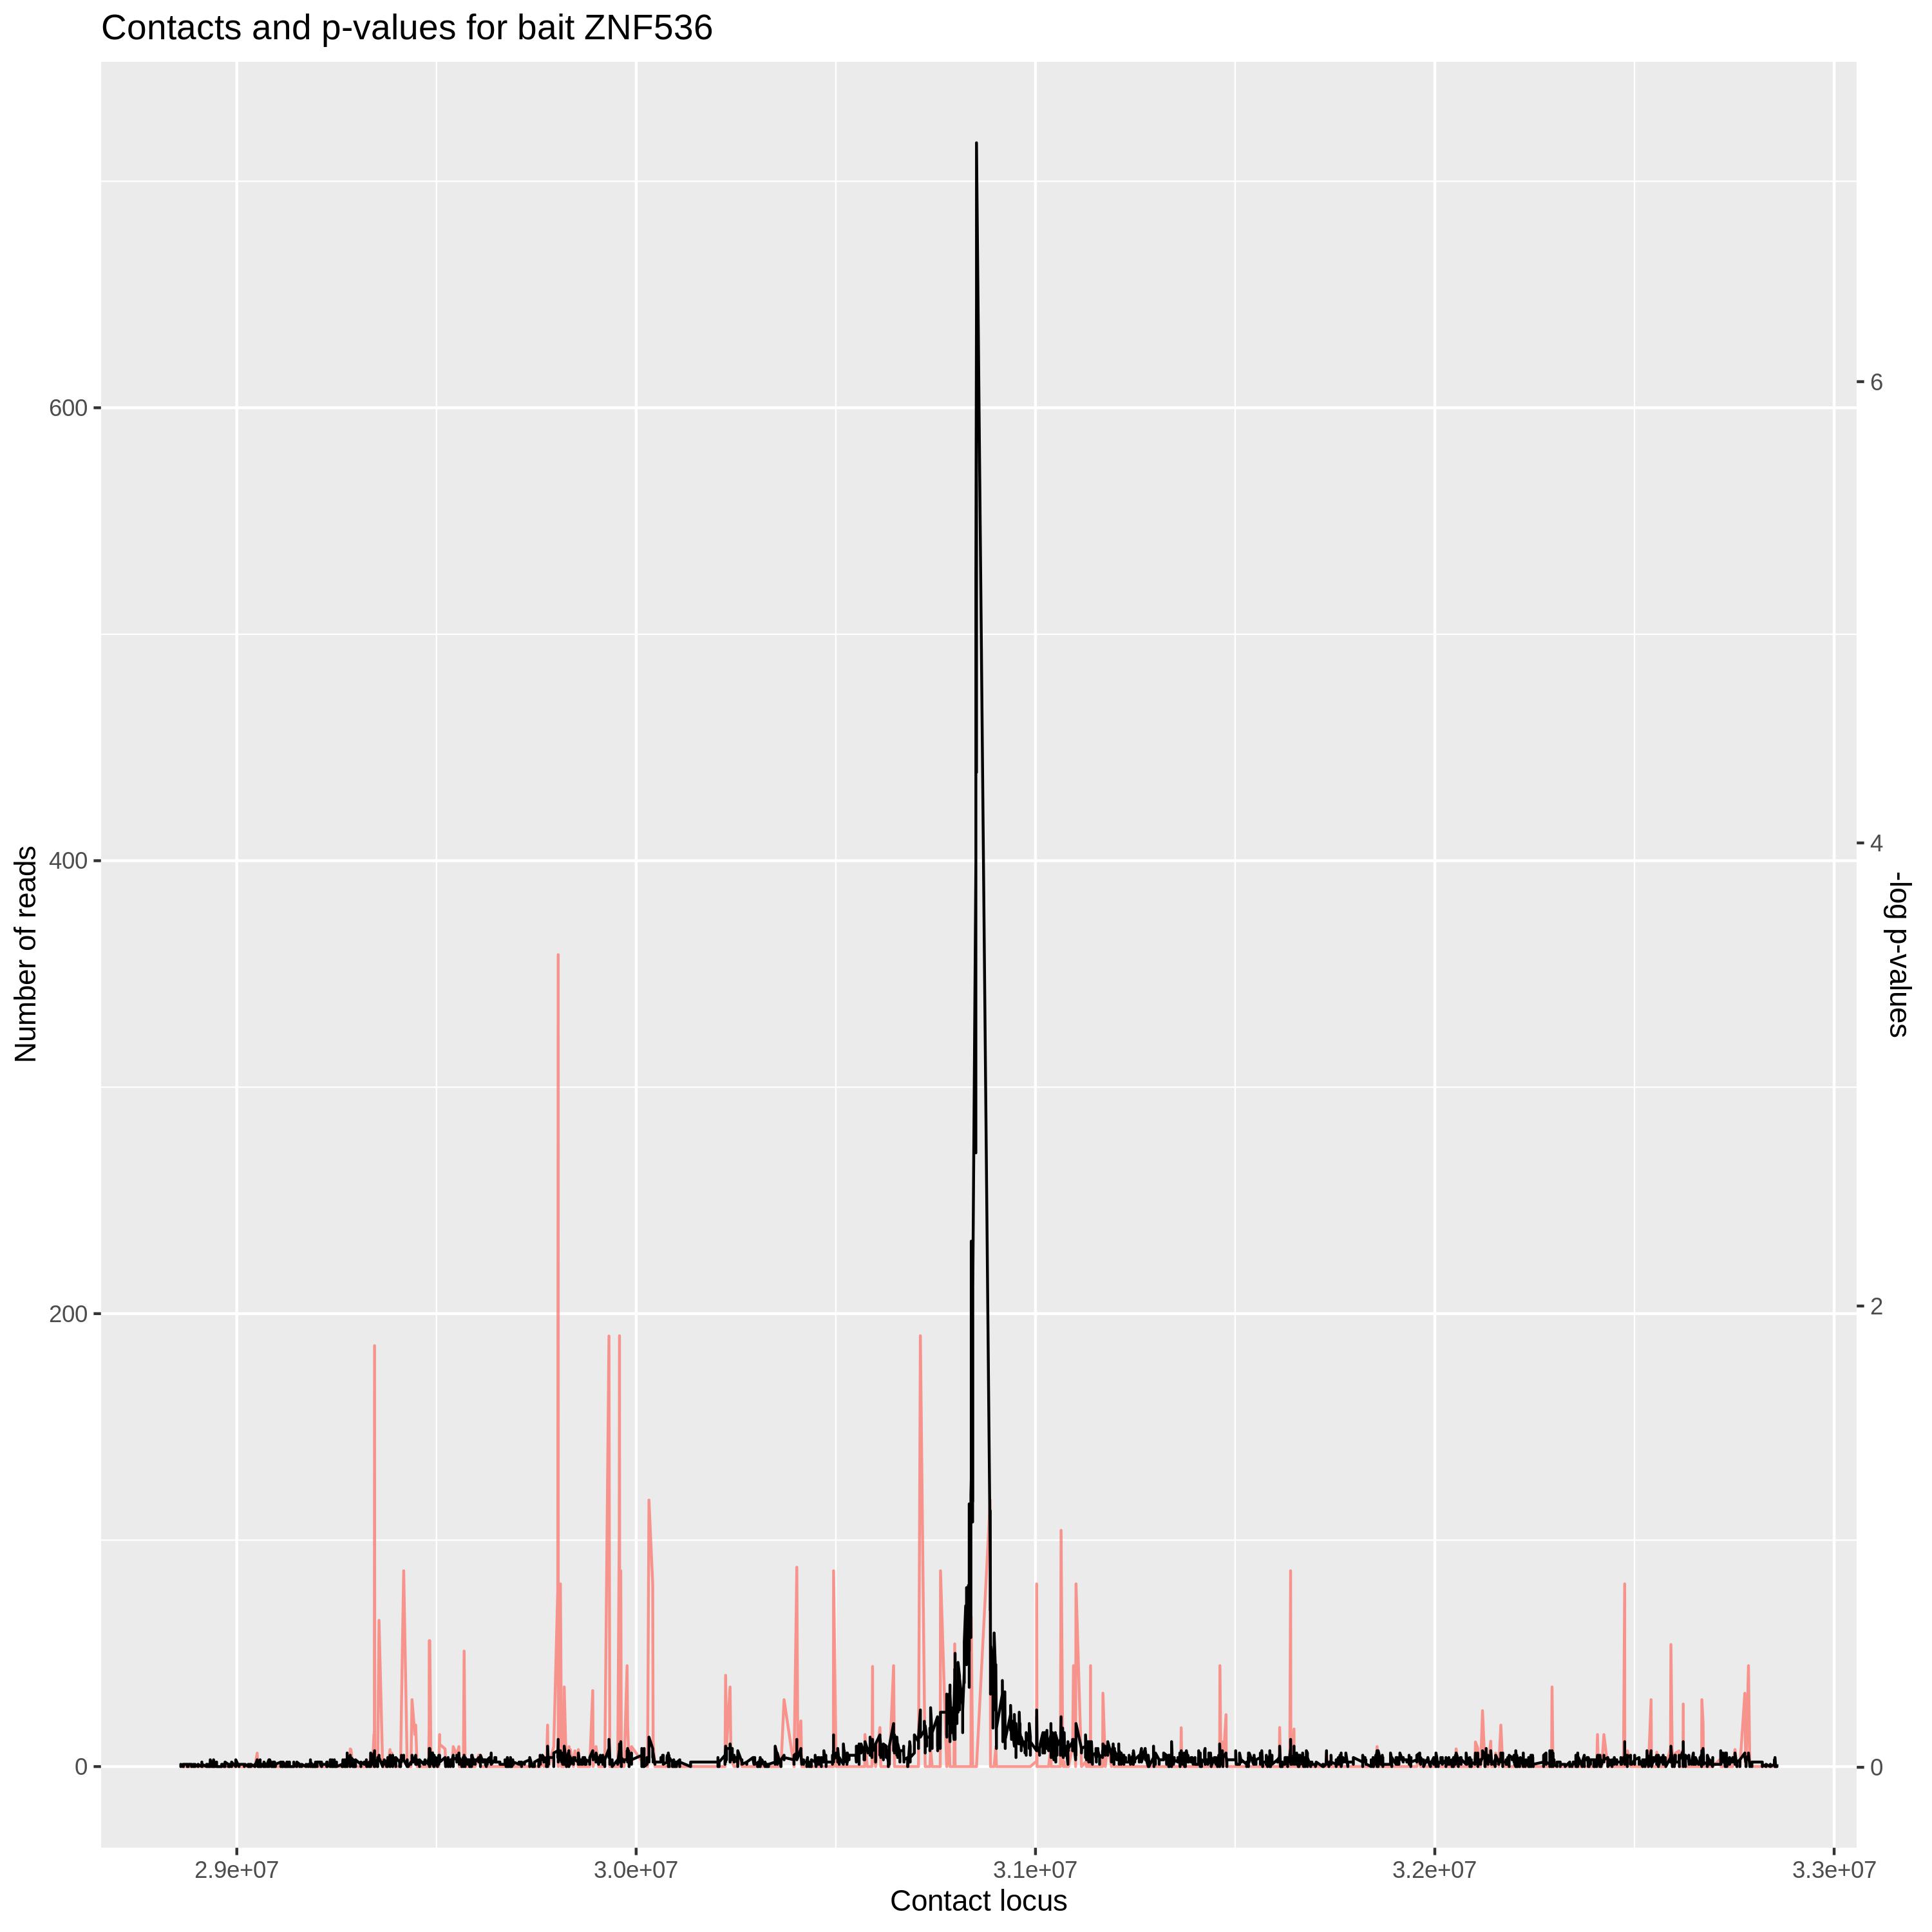 Contacts and p-values for bait ZNF536
Number of reads
600
400
200
0
6
4
2
0
-log p-values
2.9e+07
3.0e+07
3.1e+07
3.2e+07
3.3e+07
Contact locus